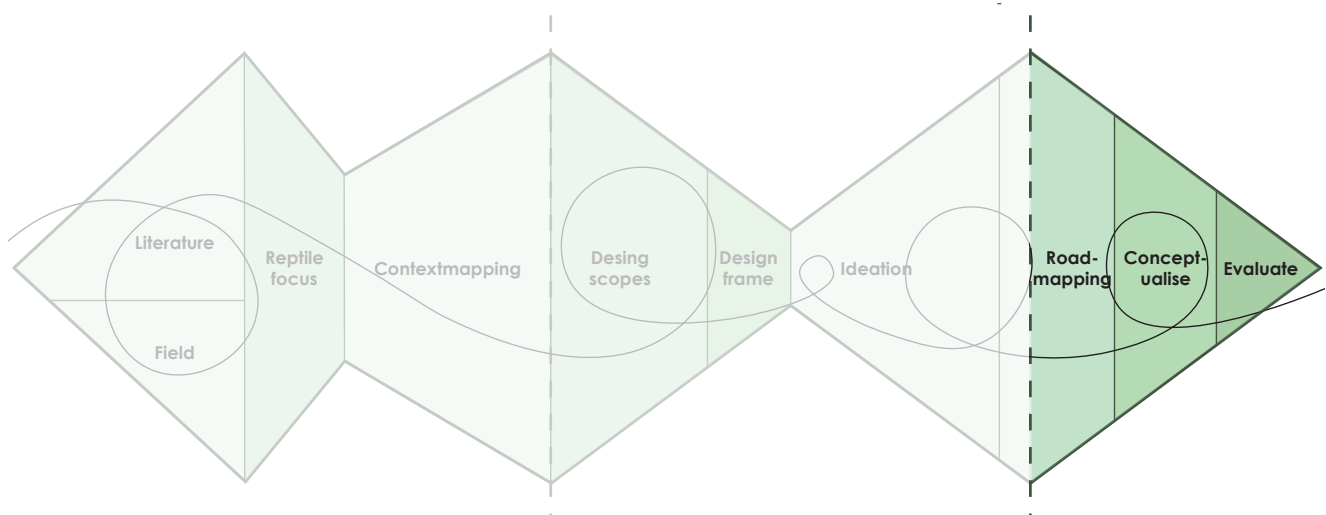 Literature
Field
Reptile
focus
Contextmapping
Desing
scopes
Design
frame
Ideation
Road-
mapping
Concept-
ualise
Evaluate